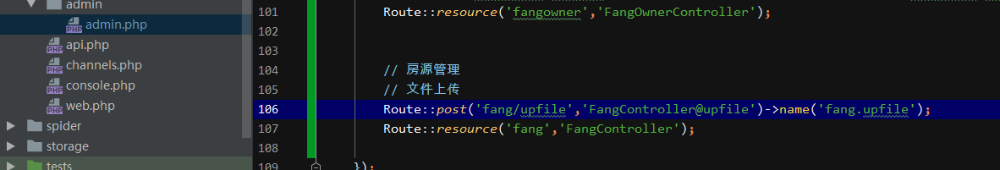 admin
admin.php
api.php
channels.php
console.php
web.php
spider
storage
tests
101 Route::resource('fangowner','FangOwnerController');
102
103
104 // 房源管理
105 // 文件上传
106 Route::post('fang/upfile','FangController@upfile')->name('fang.upfile');
107 Route::resource('fang','FangController');
108
109 });